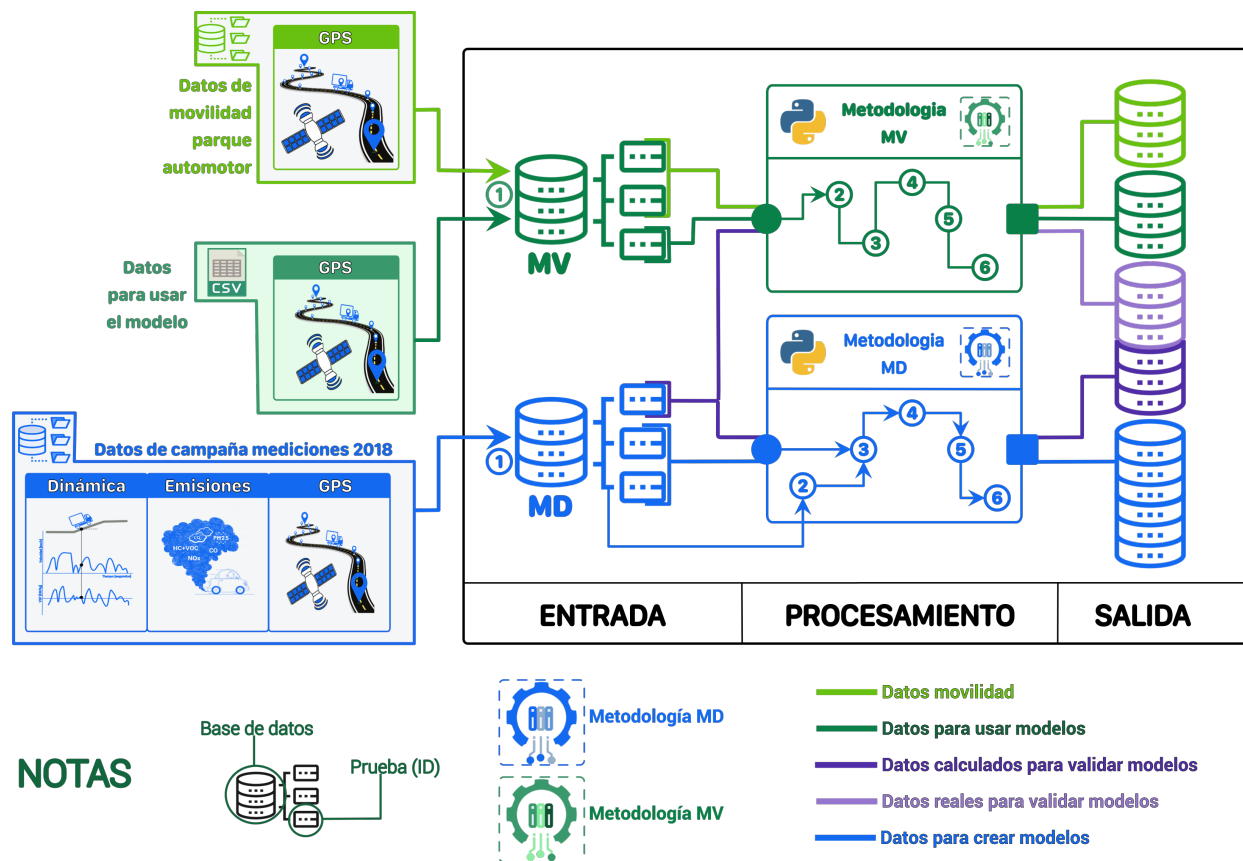 GPS
Datos de
movilidad
parque
automotor
CSV
GPS
Datos
para usar
el modelo
Datos de campaña mediciones 2018
Dinámica
Emisiones
GPS
HC+VOC
NOx
CO
PM2.5
1
MV
1
MD
Metodologia
MV
2
3
4
5
6
Metodologia
MD
2
3
4
5
6
ENTRADA
PROCESAMIENTO
SALIDA
NOTAS
Base de datos
Prueba (ID)
Metodología MD
Metodología MV
Datos movilidad
Datos para usar modelos
Datos calculados para validar modelos
Datos reales para validar modelos
Datos para crear modelos